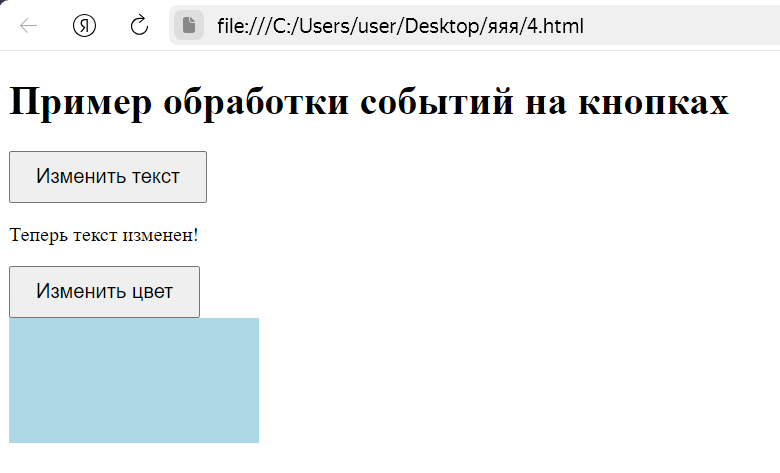 Я
file:///C:/Users/user/Desktop/яяя/4.html
Пример обработки событий на кнопках
Изменить текст
Теперь текст изменен!
Изменить цвет